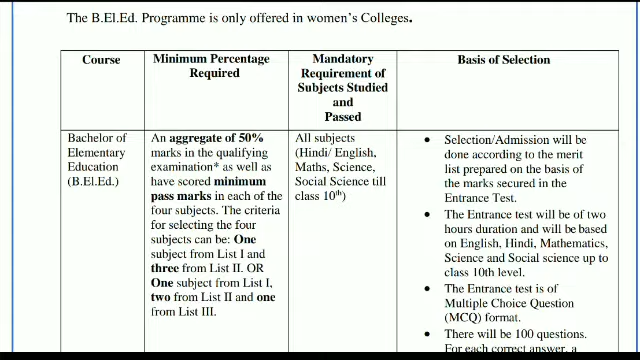 The B.El.Ed. Programme is only offered in women's Colleges.
Course
Minimum Percentage
Required
Mandatory
Requirement of
Subjects Studied
and
Passed
Basis of Selection
Bachelor of
Elementary
Education
(B.El.Ed.)
An aggregate of 50%
marks in the qualifying
examination* as well as
have scored minimum
pass marks in each of the
four subjects. The criteria
for selecting the four
subjects can be: One
subject from List I and
three from List II. OR
One subject from List I,
two from List II and one
from List III.
All subjects
(Hindi/ English,
Maths, Science,
Social Science till
class 10th)
• Selection/Admission will be
done according to the merit
list prepared on the basis of
the marks secured in the
Entrance Test.
• The Entrance test will be of two
hours duration and will be based
on English, Hindi, Mathematics,
Science and Social science up to
class 10th level.
• The Entrance test is of
Multiple Choice Question
(MCQ) format.
• There will be 100 questions.
For each correct answer, a